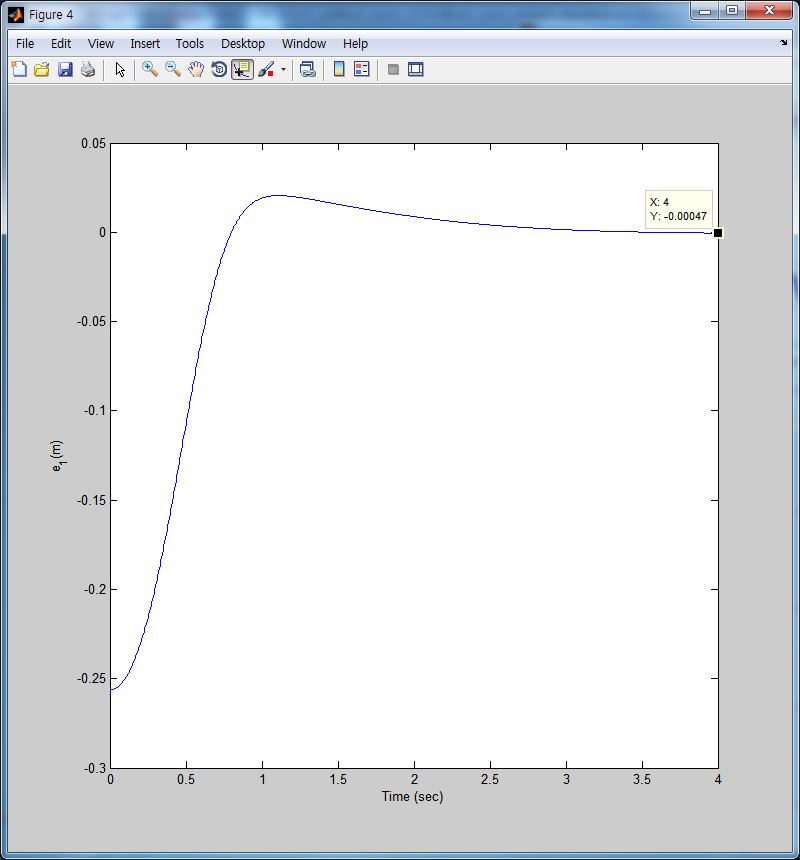 Figure 4
File Edit View Insert Tools Desktop Window Help
0.05
0
-0.05
-0.1
-0.15
-0.2
-0.25
-0.3
e1(m)
X: 4
Y: -0.00047
0 0.5 1 1.5 2 2.5 3 3.5 4
Time (sec)